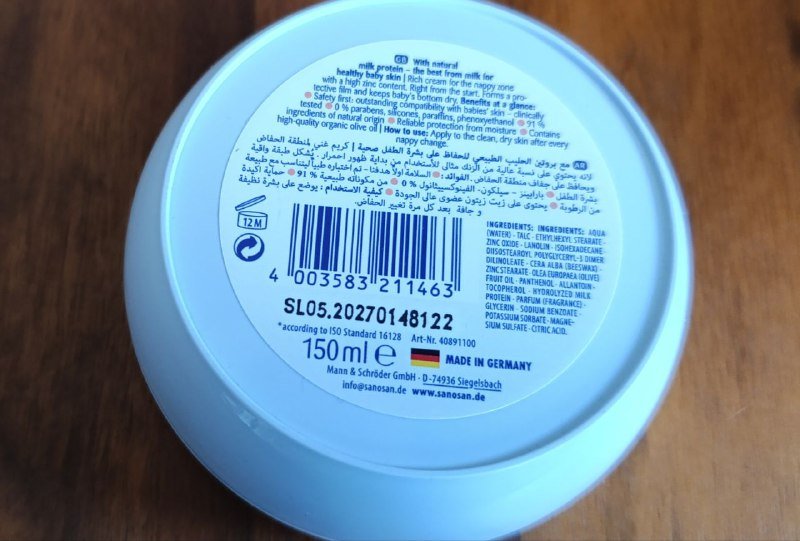 GB With natural
milk protein – the best from milk for
healthy baby skin | Rich cream for the nappy zone
with a high zinc content. Right from the start. Forms a pro-
tective film and keeps baby's bottom dry. Benefits at a glance:
• Safety first: outstanding compatibility with babies' skin – clinically
tested • 0 % parabens, silicones, paraffins, phenoxyethanol • 91 %
ingredients of natural origin • Reliable protection from moisture • Contains
high-quality organic olive oil | How to use: Apply to the clean, dry skin after every
nappy change.
AR مع بروتين الحليب الطبيعي للحفاظ على بشرة الطفل صحية | كريم غني لمنطقة الحفاض
لانه يحتوي على نسبة عالية من الزنك مثالي للأستخدام من بداية ظهور احمرار. يُشكل طبقة واقية
ويحافظ على جفاف منطقة الحفاض. الفوائد: • السلامة اولاً هدفنا - تم اختباره طبياً ليتناسب مع طبيعة
بشرة الطفل • بارابينز - سيلكون- الفينوكسييثانول 0 % • من مكوناته طبيعية % 91 • حماية اكيدة
من الرطوبة • يحتوي على زيت زيتون عضوى عالى الجودة | كيفية الاستخدام: يوضع على بشرة نظيفة
و جافة بعد كل مرة تغيير الحفاض.
12 M
4 003583 211463
SL05.20270148122
*according to ISO Standard 16128 Art-Nr. 40891100
150 ml e MADE IN GERMANY
Mann & Schröder GmbH · D-74936 Siegelsbach
info@sanosan.de · www.sanosan.de
INGREDIENTS: INGREDIENTS: AQUA
(WATER) · TALC · ETHYLHEXYL STEARATE ·
ZINC OXIDE · LANOLIN · ISOHEXADECANE ·
DIISOSTEAROYL POLYGLYCERYL-3 DIMER
DILINOLEATE · CERA ALBA (BEESWAX) ·
ZINC STEARATE · OLEA EUROPAEA (OLIVE)
FRUIT OIL · PANTHENOL · ALLANTOIN ·
TOCOPHEROL · HYDROLYZED MILK
PROTEIN · PARFUM (FRAGRANCE) ·
GLYCERIN · SODIUM BENZOATE ·
POTASSIUM SORBATE · MAGNE-
SIUM SULFATE · CITRIC ACID.